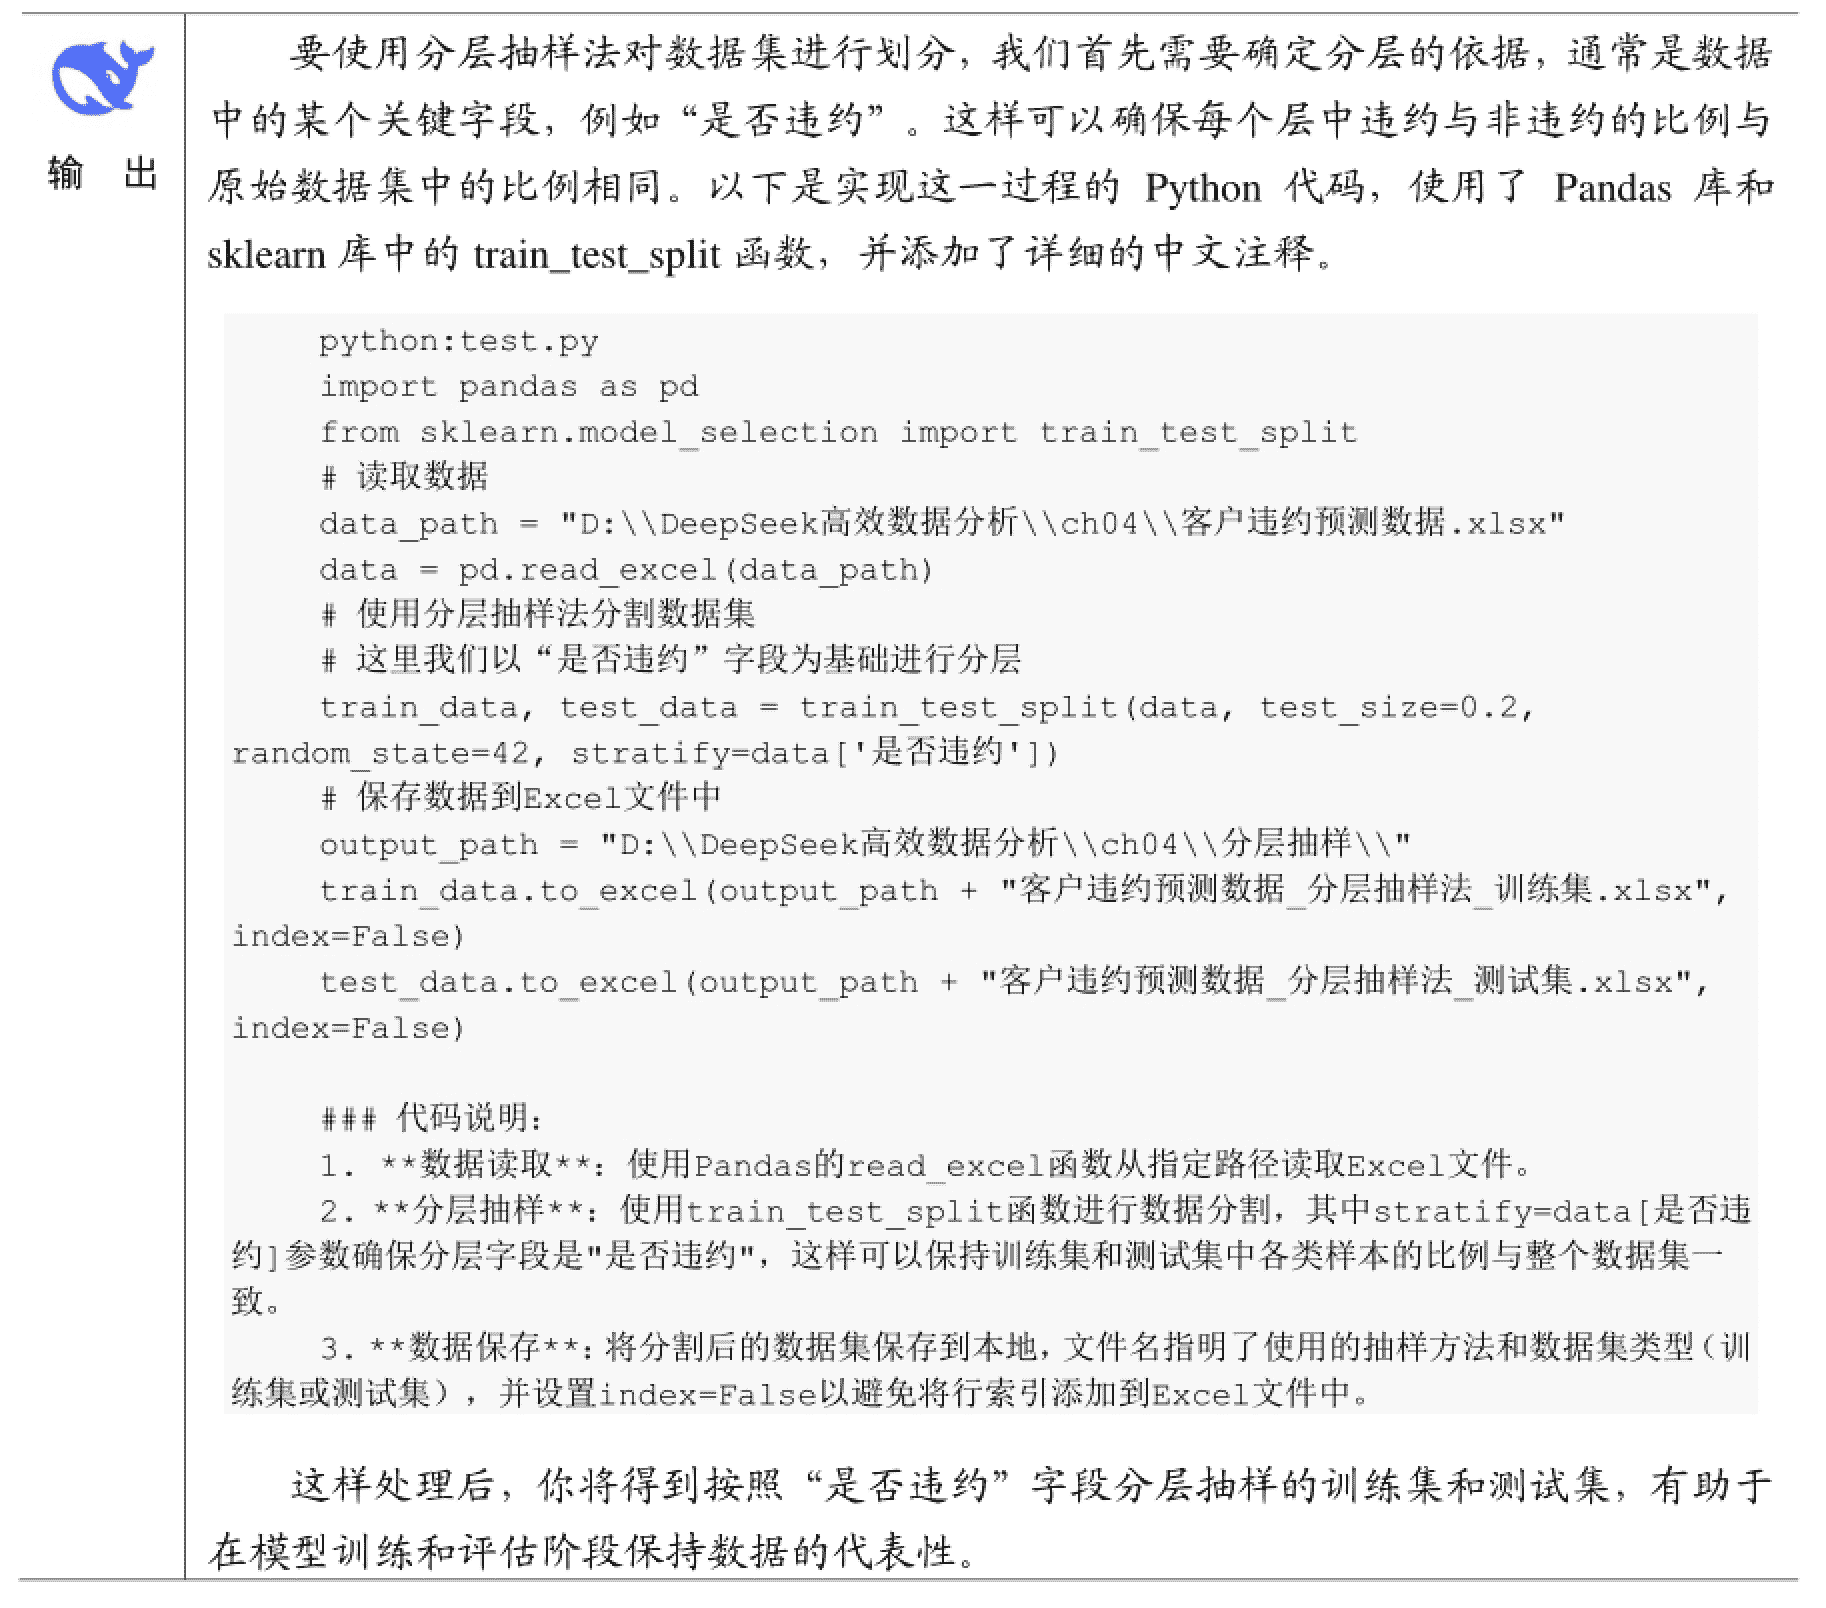 输 出
要使用分层抽样法对数据集进行划分，我们首先需要确定分层的依据，通常是数据
中的某个关键字段，例如“是否违约”。这样可以确保每个层中违约与非违约的比例与
原始数据集中的比例相同。以下是实现这一过程的 Python 代码，使用了 Pandas 库和
sklearn 库中的 train_test_split 函数，并添加了详细的中文注释。
python:test.py
import pandas as pd
from sklearn.model_selection import train_test_split
# 读取数据
data_path = "D:\\DeepSeek高效数据分析\\ch04\\客户违约预测数据.xlsx"
data = pd.read_excel(data_path)
# 使用分层抽样法分割数据集
# 这里我们以“是否违约”字段为基础进行分层
train_data, test_data = train_test_split(data, test_size=0.2,
random_state=42, stratify=data['是否违约'])
# 保存数据到Excel文件中
output_path = "D:\\DeepSeek高效数据分析\\ch04\\分层抽样\\"
train_data.to_excel(output_path + "客户违约预测数据_分层抽样法_训练集.xlsx",
index=False)
test_data.to_excel(output_path + "客户违约预测数据_分层抽样法_测试集.xlsx",
index=False)
### 代码说明：
1. **数据读取**：使用Pandas的read_excel函数从指定路径读取Excel文件。
2. **分层抽样**：使用train_test_split函数进行数据分割，其中stratify=data[是否违
约]参数确保分层字段是"是否违约"，这样可以保持训练集和测试集中各类样本的比例与整个数据集一
致。
3. **数据保存**：将分割后的数据集保存到本地，文件名指明了使用的抽样方法和数据集类型（训
练集或测试集），并设置index=False以避免将行索引添加到Excel文件中。
这样处理后，你将得到按照“是否违约”字段分层抽样的训练集和测试集，有助于
在模型训练和评估阶段保持数据的代表性。